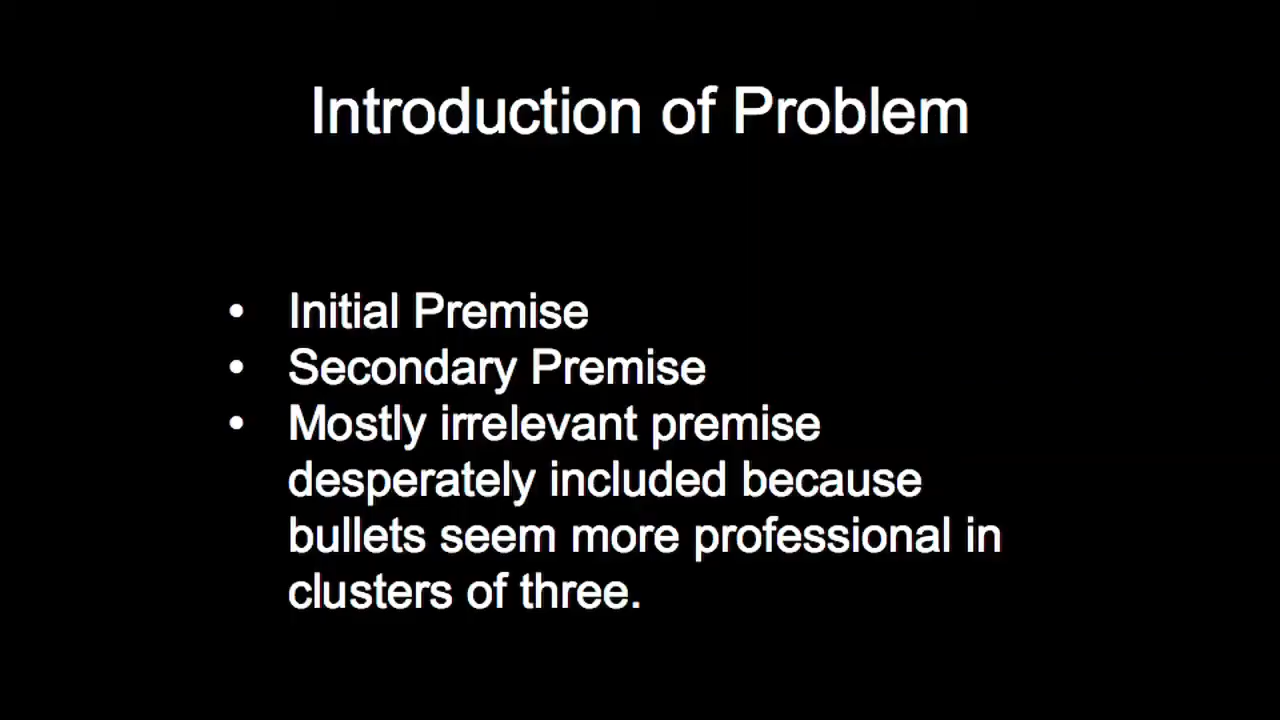 Introduction of Problem
• Initial Premise
• Secondary Premise
• Mostly irrelevant premise
desperately included because
bullets seem more professional in
clusters of three.